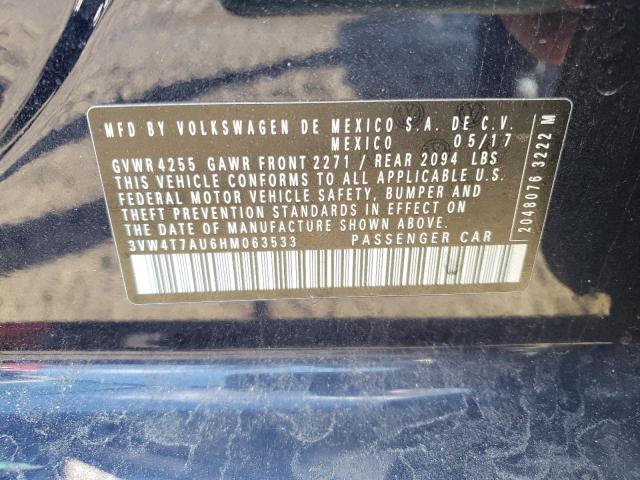 MFD BY VOLKSWAGEN DE MEXICO S.A. DE C.V.
MEXICO 05/17
GVWR 4255 GAWR FRONT 2271 / REAR 2094 LBS
THIS VEHICLE CONFORMS TO ALL APPLICABLE U.S.
FEDERAL MOTOR VEHICLE SAFETY, BUMPER AND
THEFT PREVENTION STANDARDS IN EFFECT ON
THE DATE OF MANUFACTURE SHOWN ABOVE.
3VW4T7AU6HM063533 PASSENGER CAR
2048076 3222 M